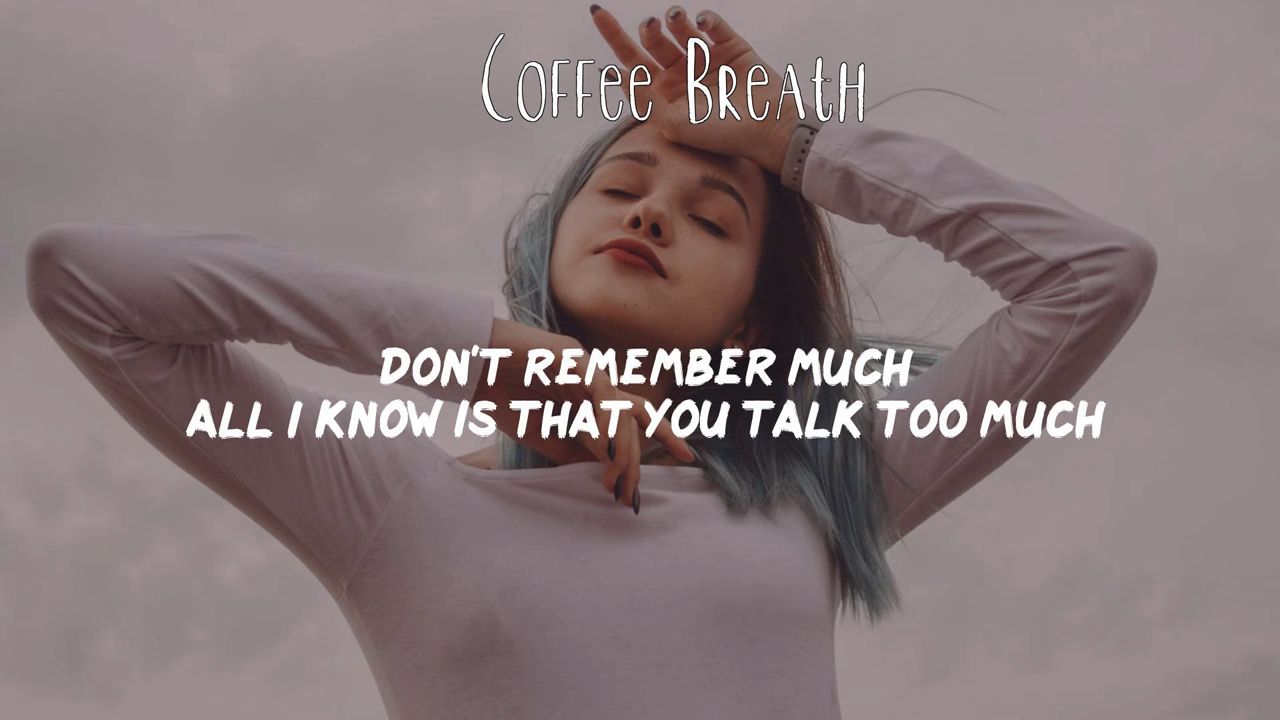 Coffee Breath
DON'T REMEMBER MUCH
ALL I KNOW IS THAT YOU TALK TOO MUCH